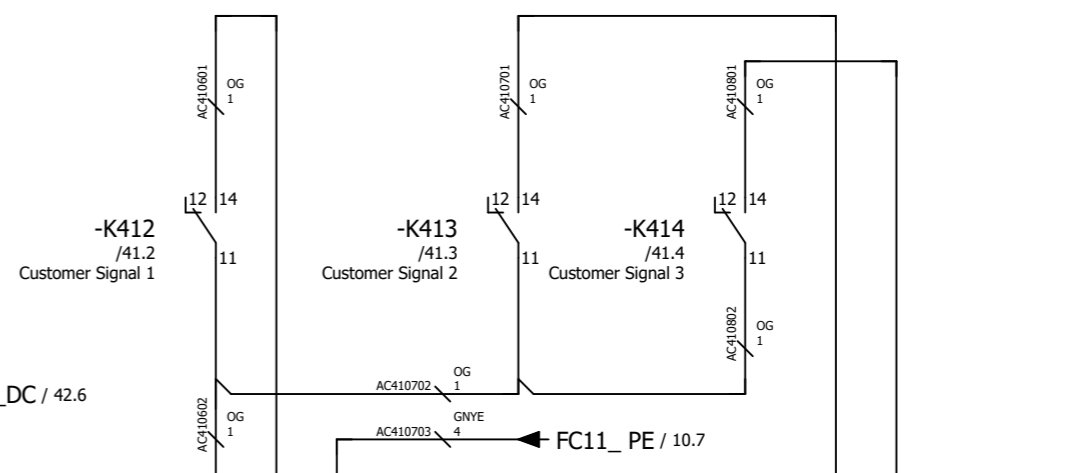 AC410601
OG
1
AC410701
OG
1
AC410801
OG
1
12 14
-K412
/41.2
Customer Signal 1
11
12 14
-K413
/41.3
Customer Signal 2
11
12 14
-K414
/41.4
Customer Signal 3
11
AC410802
OG
1
_DC / 42.6
AC410702
OG
1
AC410602
OG
1
AC410703
GNYE
4
FC11_ PE / 10.7